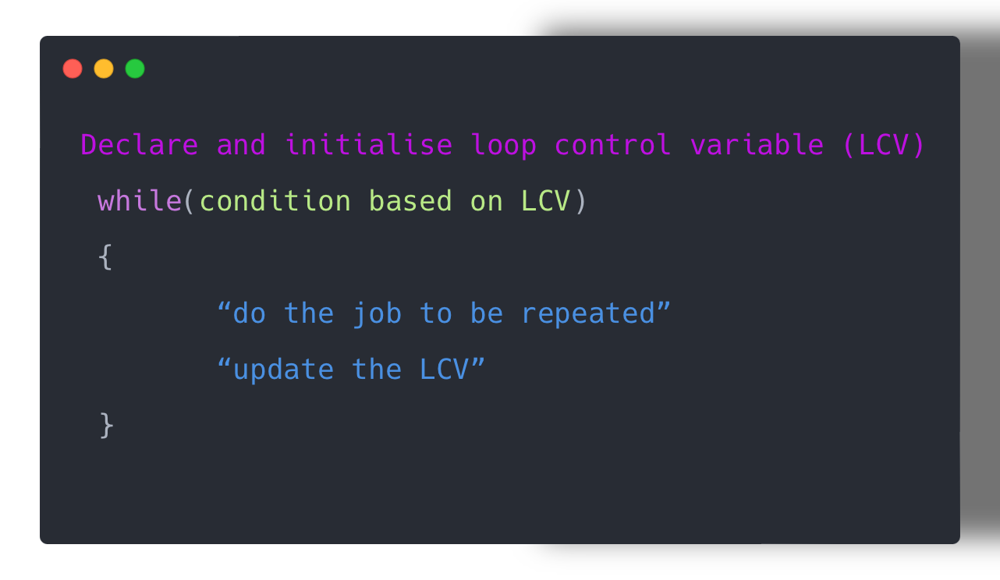 Declare and initialise loop control variable (LCV)
while(condition based on LCV)
{
“do the job to be repeated”
“update the LCV”
}